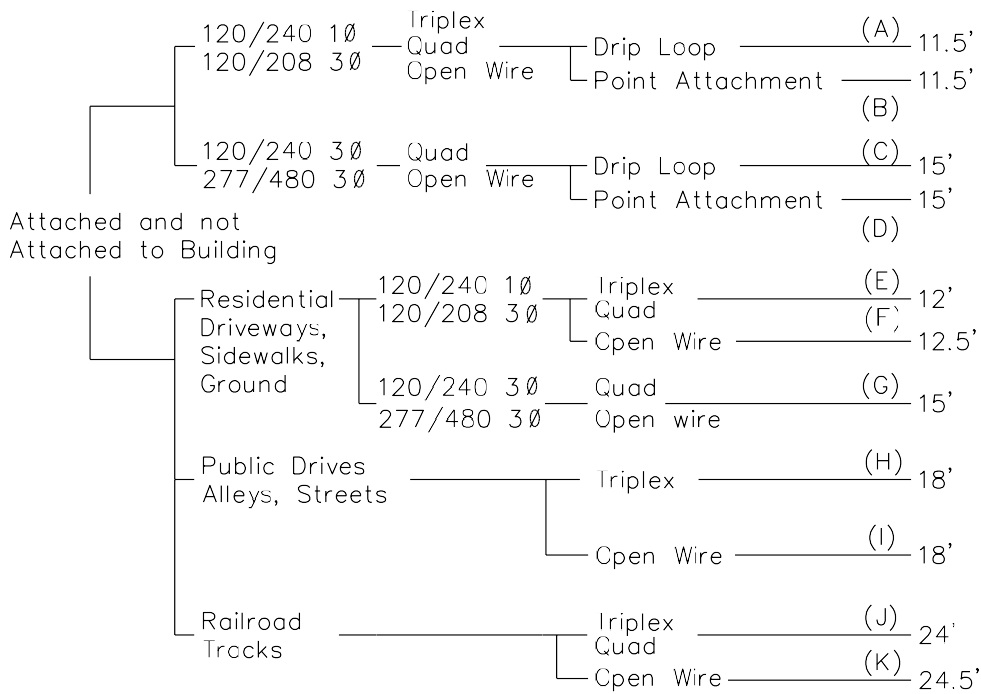 120/240 1Ø
120/208 3Ø
Triplex
Quad
Open Wire
Drip Loop
(A)
11.5'
Point Attachment
11.5'
(B)
120/240 3Ø
277/480 3Ø
Quad
Open Wire
Drip Loop
(C)
15'
Point Attachment
15'
(D)
Attached and not
Attached to Building
Residential
Driveways,
Sidewalks,
Ground
120/240 1Ø
120/208 3Ø
Triplex
Quad
(E)
12'
(F)
Open Wire
12.5'
120/240 3Ø
277/480 3Ø
Quad
Open wire
(G)
15'
Public Drives
Alleys, Streets
Triplex
(H)
18'
Open Wire
(I)
18'
Railroad
Tracks
Triplex
Quad
(J)
24'
Open Wire
(K)
24.5'